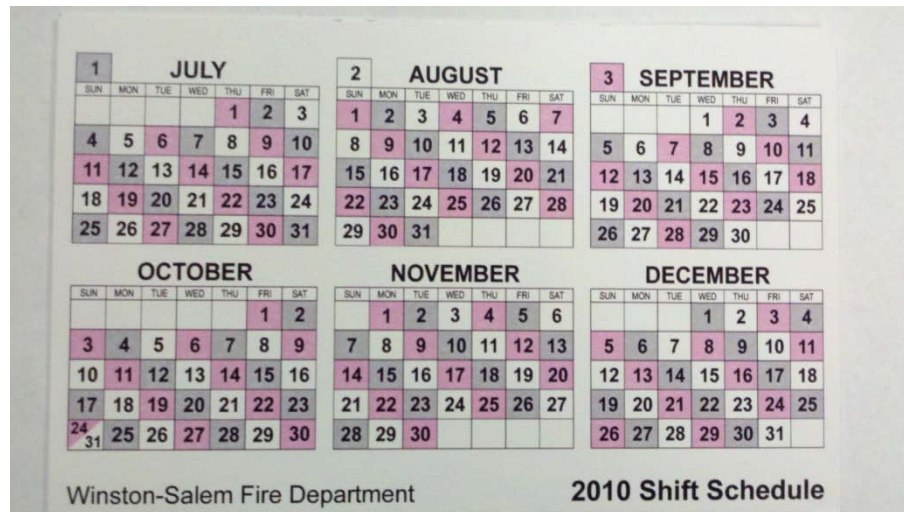 1 JULY
SUN MON TUE WED THU FRI SAT
1 2 3
4 5 6 7 8 9 10
11 12 13 14 15 16 17
18 19 20 21 22 23 24
25 26 27 28 29 30 31
2 AUGUST
SUN MON TUE WED THU FRI SAT
1 2 3 4 5 6 7
8 9 10 11 12 13 14
15 16 17 18 19 20 21
22 23 24 25 26 27 28
29 30 31
3 SEPTEMBER
SUN MON TUE WED THU FRI SAT
1 2 3 4
5 6 7 8 9 10 11
12 13 14 15 16 17 18
19 20 21 22 23 24 25
26 27 28 29 30
OCTOBER
SUN MON TUE WED THU FRI SAT
1 2
3 4 5 6 7 8 9
10 11 12 13 14 15 16
17 18 19 20 21 22 23
24 31 25 26 27 28 29 30
NOVEMBER
SUN MON TUE WED THU FRI SAT
1 2 3 4 5 6
7 8 9 10 11 12 13
14 15 16 17 18 19 20
21 22 23 24 25 26 27
28 29 30
DECEMBER
SUN MON TUE WED THU FRI SAT
1 2 3 4
5 6 7 8 9 10 11
12 13 14 15 16 17 18
19 20 21 22 23 24 25
26 27 28 29 30 31
Winston-Salem Fire Department
2010 Shift Schedule